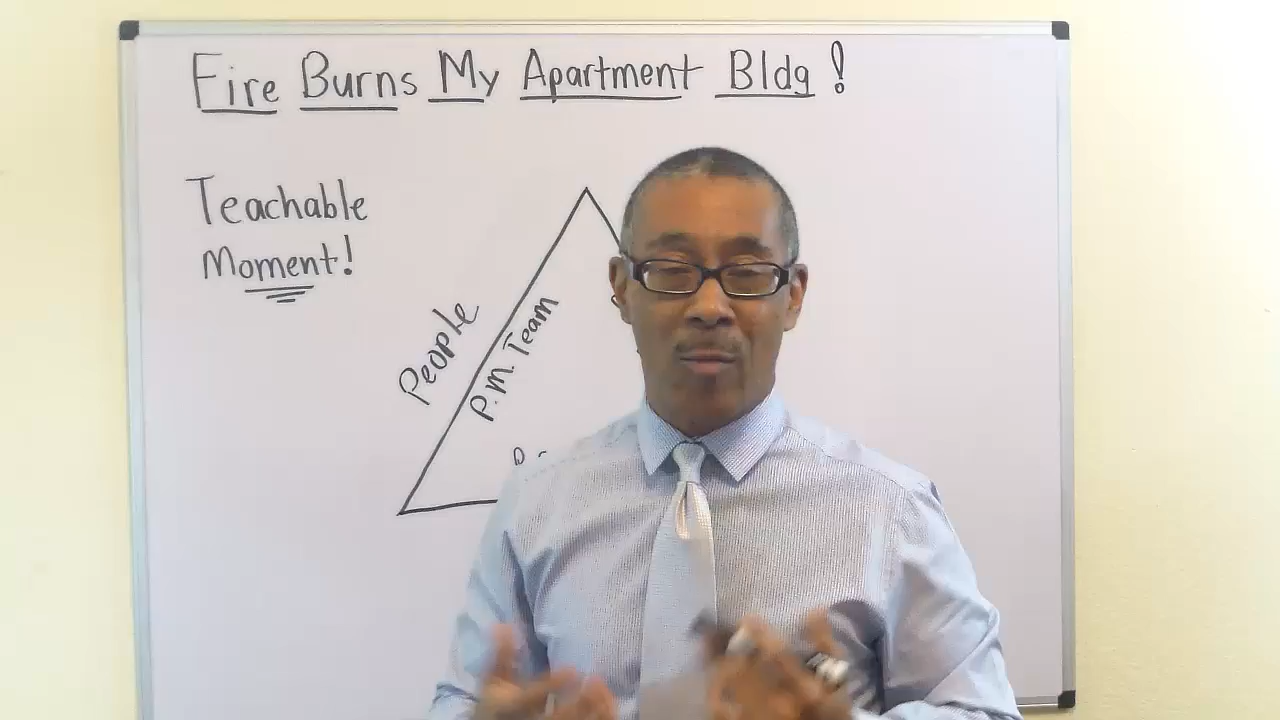 Fire Burns My Apartment Bldg !
Teachable
Moment!
People
P.M. Team